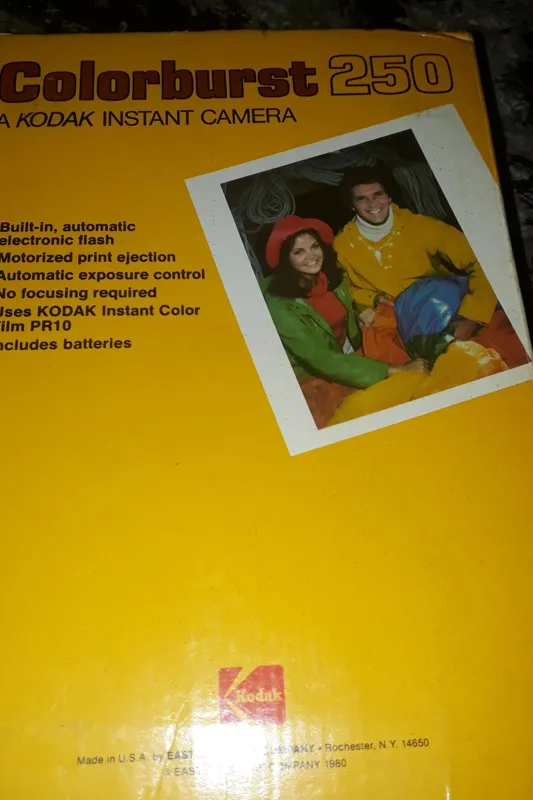 Colorburst 250
A KODAK INSTANT CAMERA
Built-in, automatic
electronic flash
Motorized print ejection
Automatic exposure control
No focusing required
Uses KODAK Instant Color
film PR10
Includes batteries
Kodak
Made in U.S.A. by EAST COMPANY • Rochester, N.Y. 14650
EAS COMPANY 1980